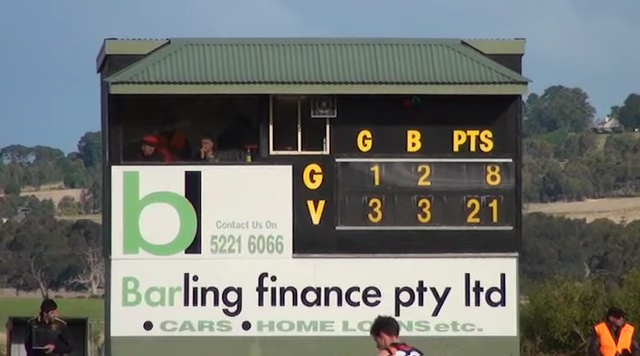 G B PTS
G 1 2 8
V 3 3 21
bl
Contact Us On
5221 6066
Barling finance pty ltd
• CARS • HOME LOANS etc.